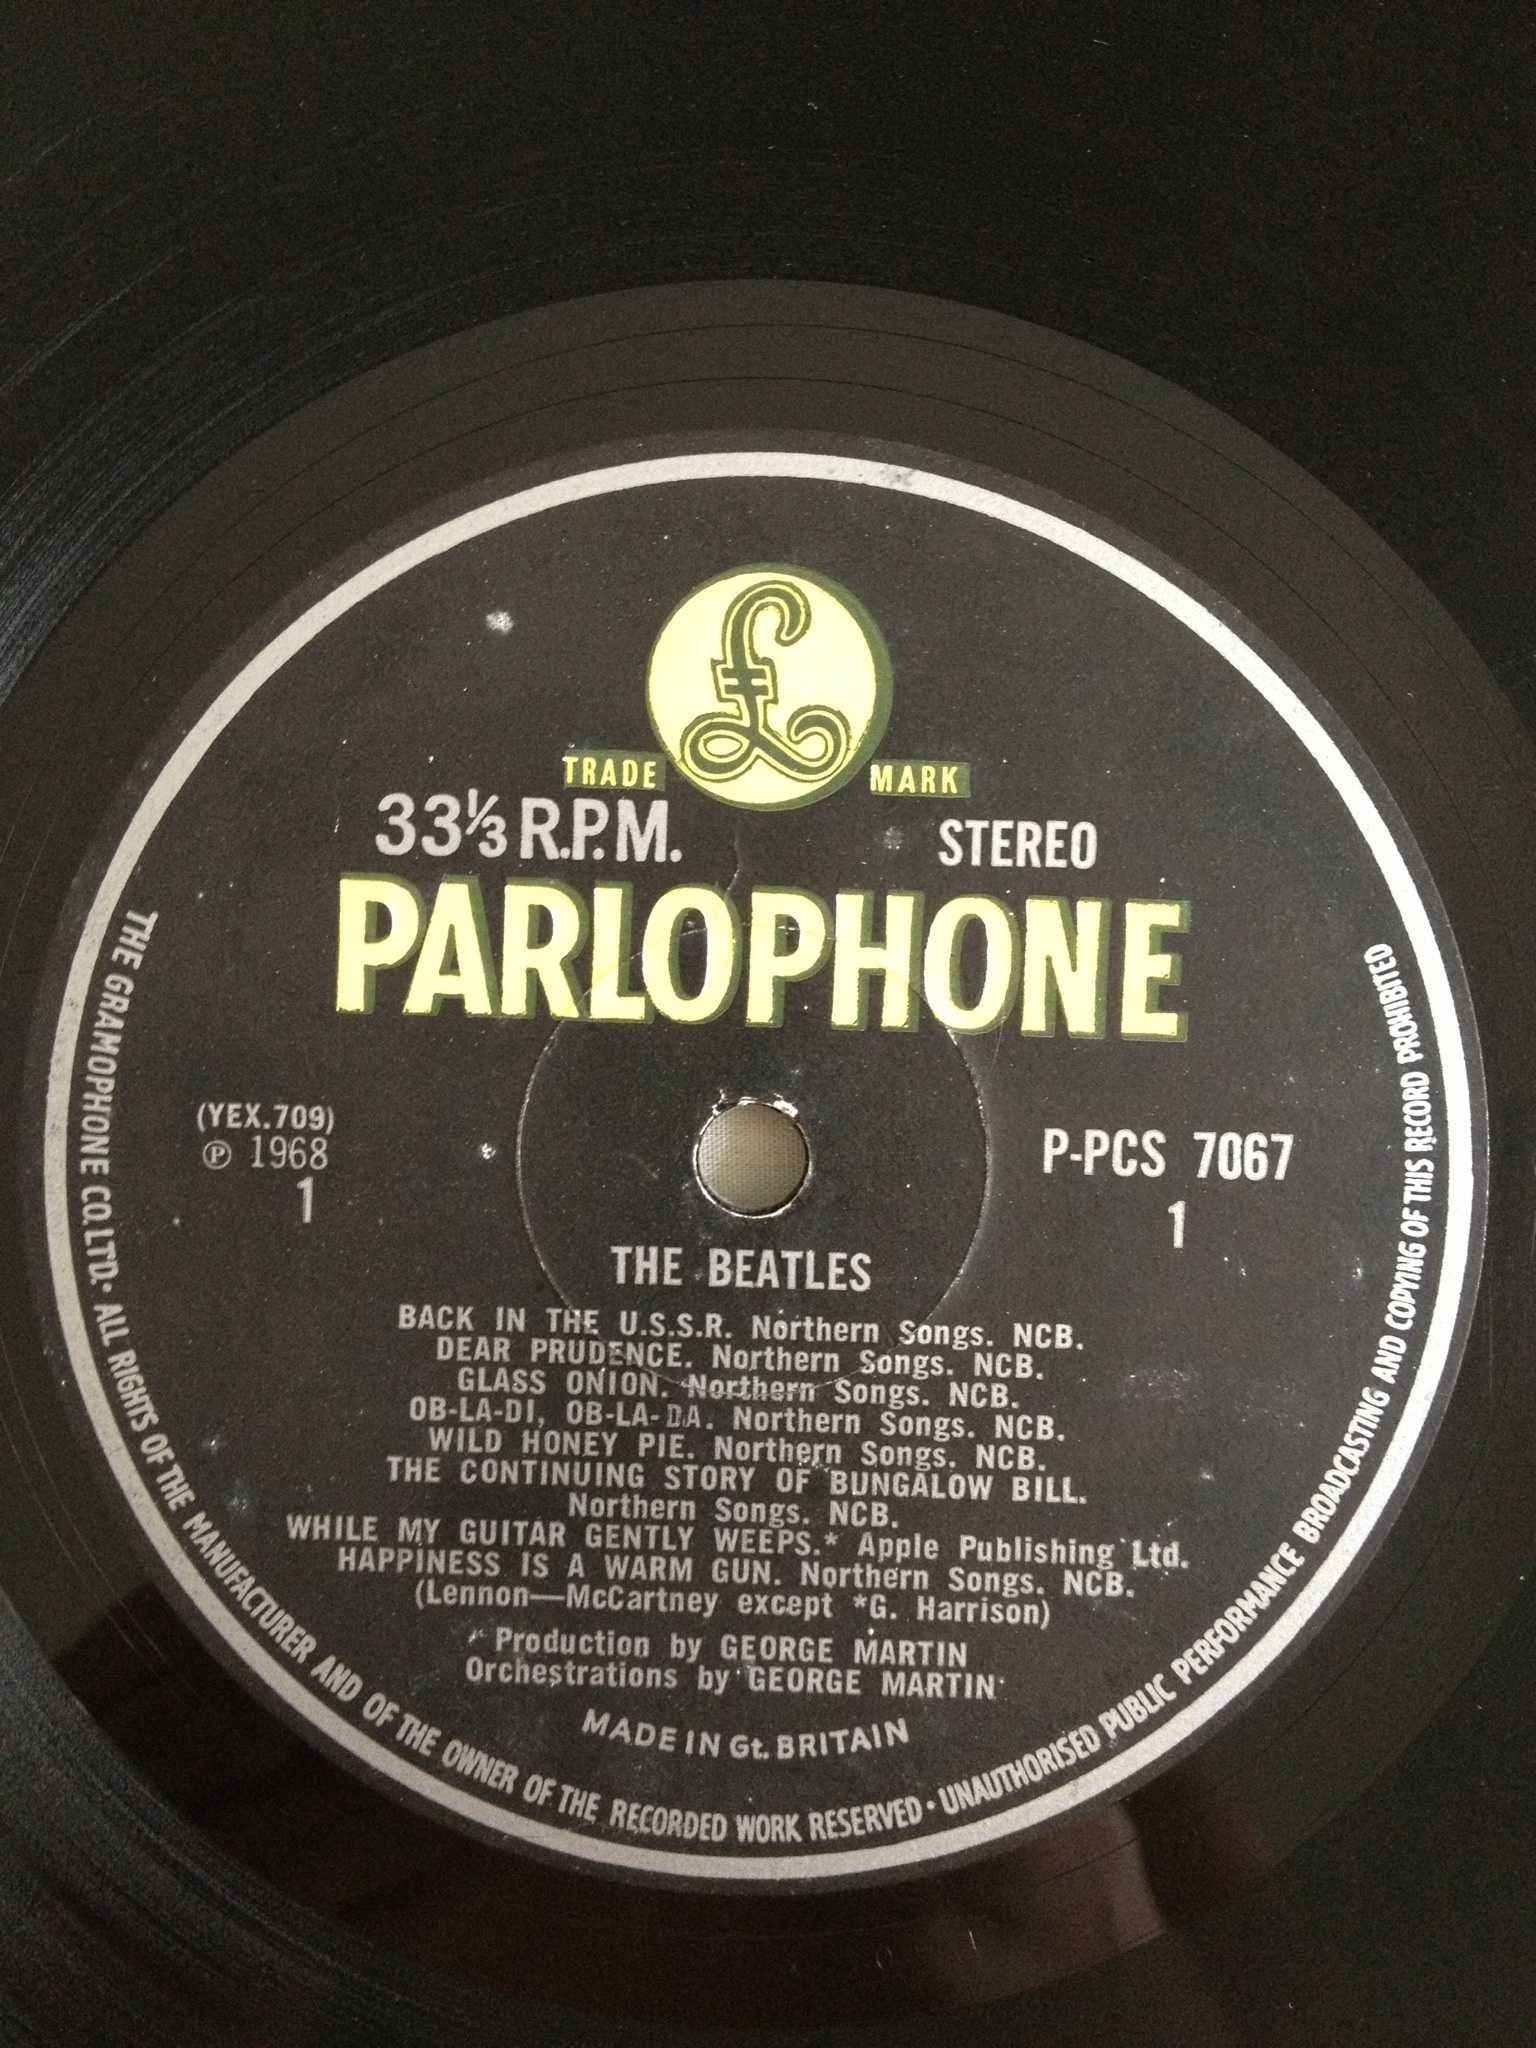 £
TRADE MARK
33⅓ R.P.M.
STEREO
PARLOPHONE
(YEX.709)
℗ 1968
1
P-PCS 7067
1
THE BEATLES
BACK IN THE U.S.S.R. Northern Songs. NCB.
DEAR PRUDENCE. Northern Songs. NCB.
GLASS ONION. Northern Songs. NCB.
OB-LA-DI, OB-LA-DA. Northern Songs. NCB.
WILD HONEY PIE. Northern Songs. NCB.
THE CONTINUING STORY OF BUNGALOW BILL.
Northern Songs. NCB.
WHILE MY GUITAR GENTLY WEEPS.* Apple Publishing Ltd.
HAPPINESS IS A WARM GUN. Northern Songs. NCB.
(Lennon—McCartney except *G. Harrison)
Production by GEORGE MARTIN
Orchestrations by GEORGE MARTIN
MADE IN Gt. BRITAIN
THE GRAMOPHONE CO. LTD. • ALL RIGHTS OF THE MANUFACTURER AND OF THE OWNER OF THE RECORDED WORK RESERVED • UNAUTHORISED PUBLIC PERFORMANCE BROADCASTING AND COPYING OF THIS RECORD PROHIBITED